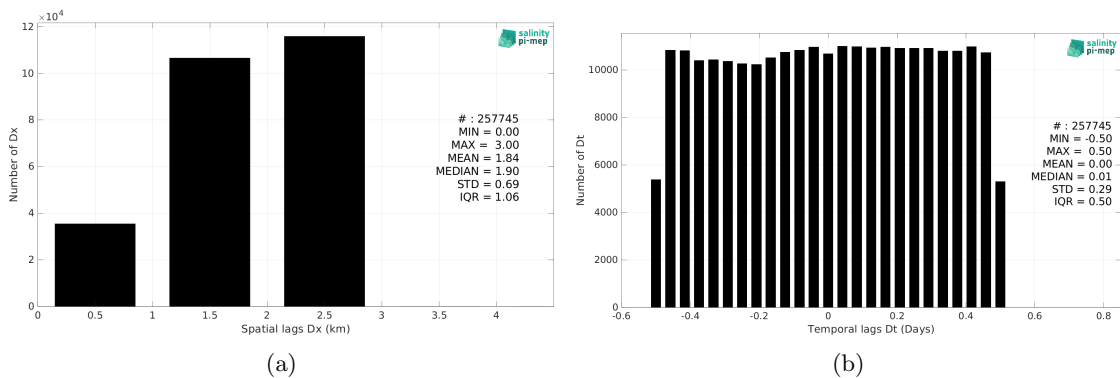 ×10⁴
12
10
8
6
4
2
0
Number of Dx
salinity
pi-mep
# : 257745
MIN = 0.00
MAX =  3.00
MEAN = 1.84
MEDIAN = 1.90
STD = 0.69
IQR = 1.06
0 0.5 1 1.5 2 2.5 3 3.5 4
Spatial lags Dx (km)
(a)
10000
8000
6000
4000
2000
0
Number of Dt
salinity
pi-mep
# : 257745
MIN = -0.50
MAX =  0.50
MEAN = 0.00
MEDIAN = 0.01
STD = 0.29
IQR = 0.50
-0.6 -0.4 -0.2 0 0.2 0.4 0.6 0.8
Temporal lags Dt (Days)
(b)